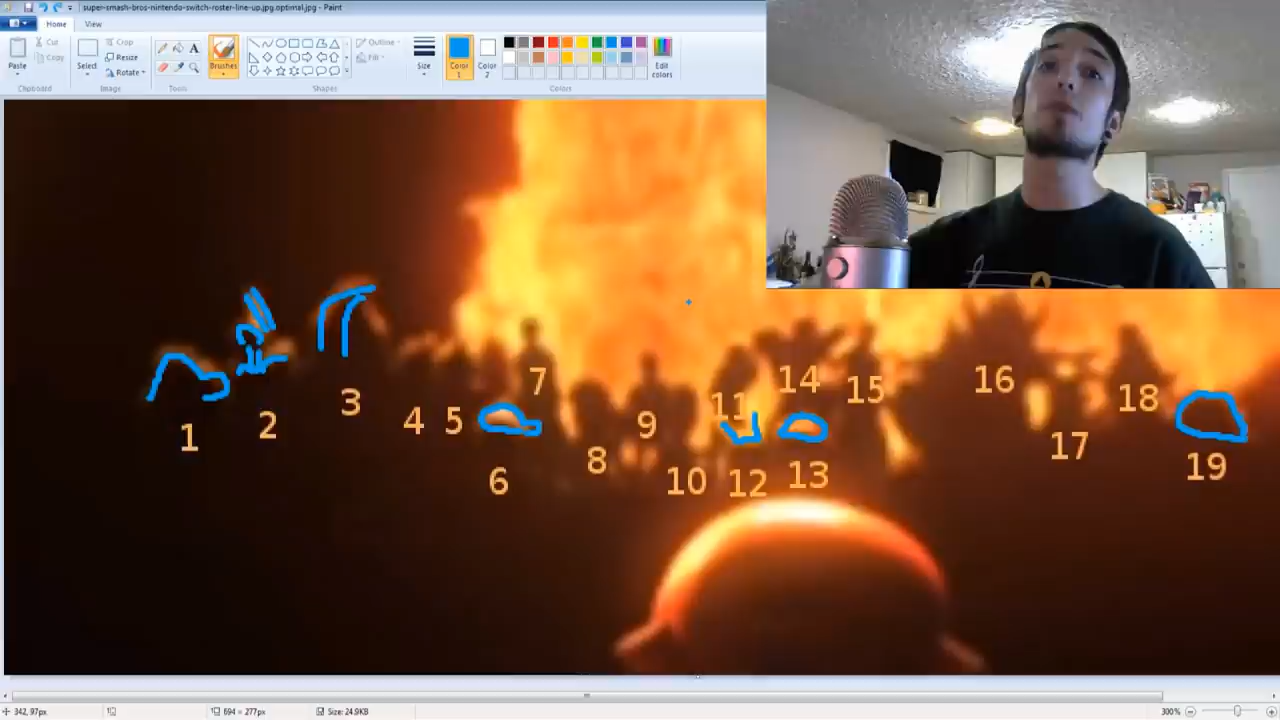 super-smash-bros-nintendo-switch-roster-line-up.jpg.optimal.jpg - Paint
Home View
Paste
Cut
Copy
Clipboard
Select
Crop
Resize
Rotate
Image
A
Tools
Brushes
Shapes
Outline
Fill
Size
Color
1
Color
2
Edit
colors
Colors
1
2
3
4
5
6
7
8
9
10
11
12
13
14
15
16
17
18
19
342, 97px
694 × 277px
Size: 24.9KB
300%